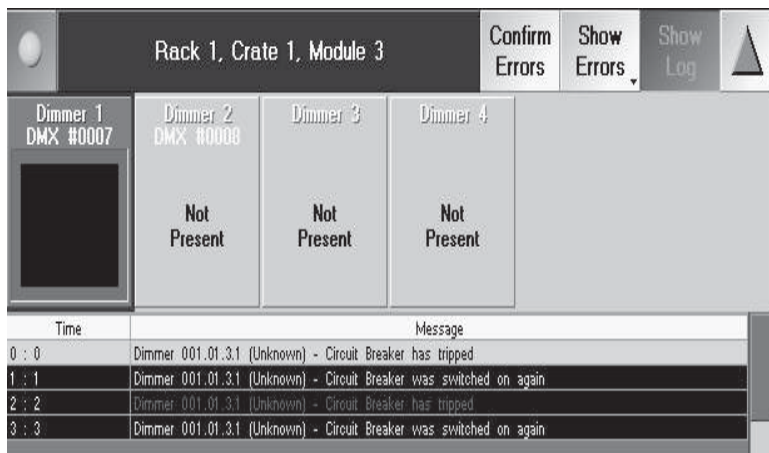 Rack 1, Crate 1, Module 3
Confirm
Errors
Show
Errors
Show
Log
Dimmer 1
DMX #0007
Dimmer 2
DMX #0008
Not
Present
Dimmer 3
Not
Present
Dimmer 4
Not
Present
Time Message
0 : 0 Dimmer 001.01.3.1 (Unknown) - Circuit Breaker has tripped
1 : 1 Dimmer 001.01.3.1 (Unknown) - Circuit Breaker was switched on again
2 : 2 Dimmer 001.01.3.1 (Unknown) - Circuit Breaker has tripped
3 : 3 Dimmer 001.01.3.1 (Unknown) - Circuit Breaker was switched on again